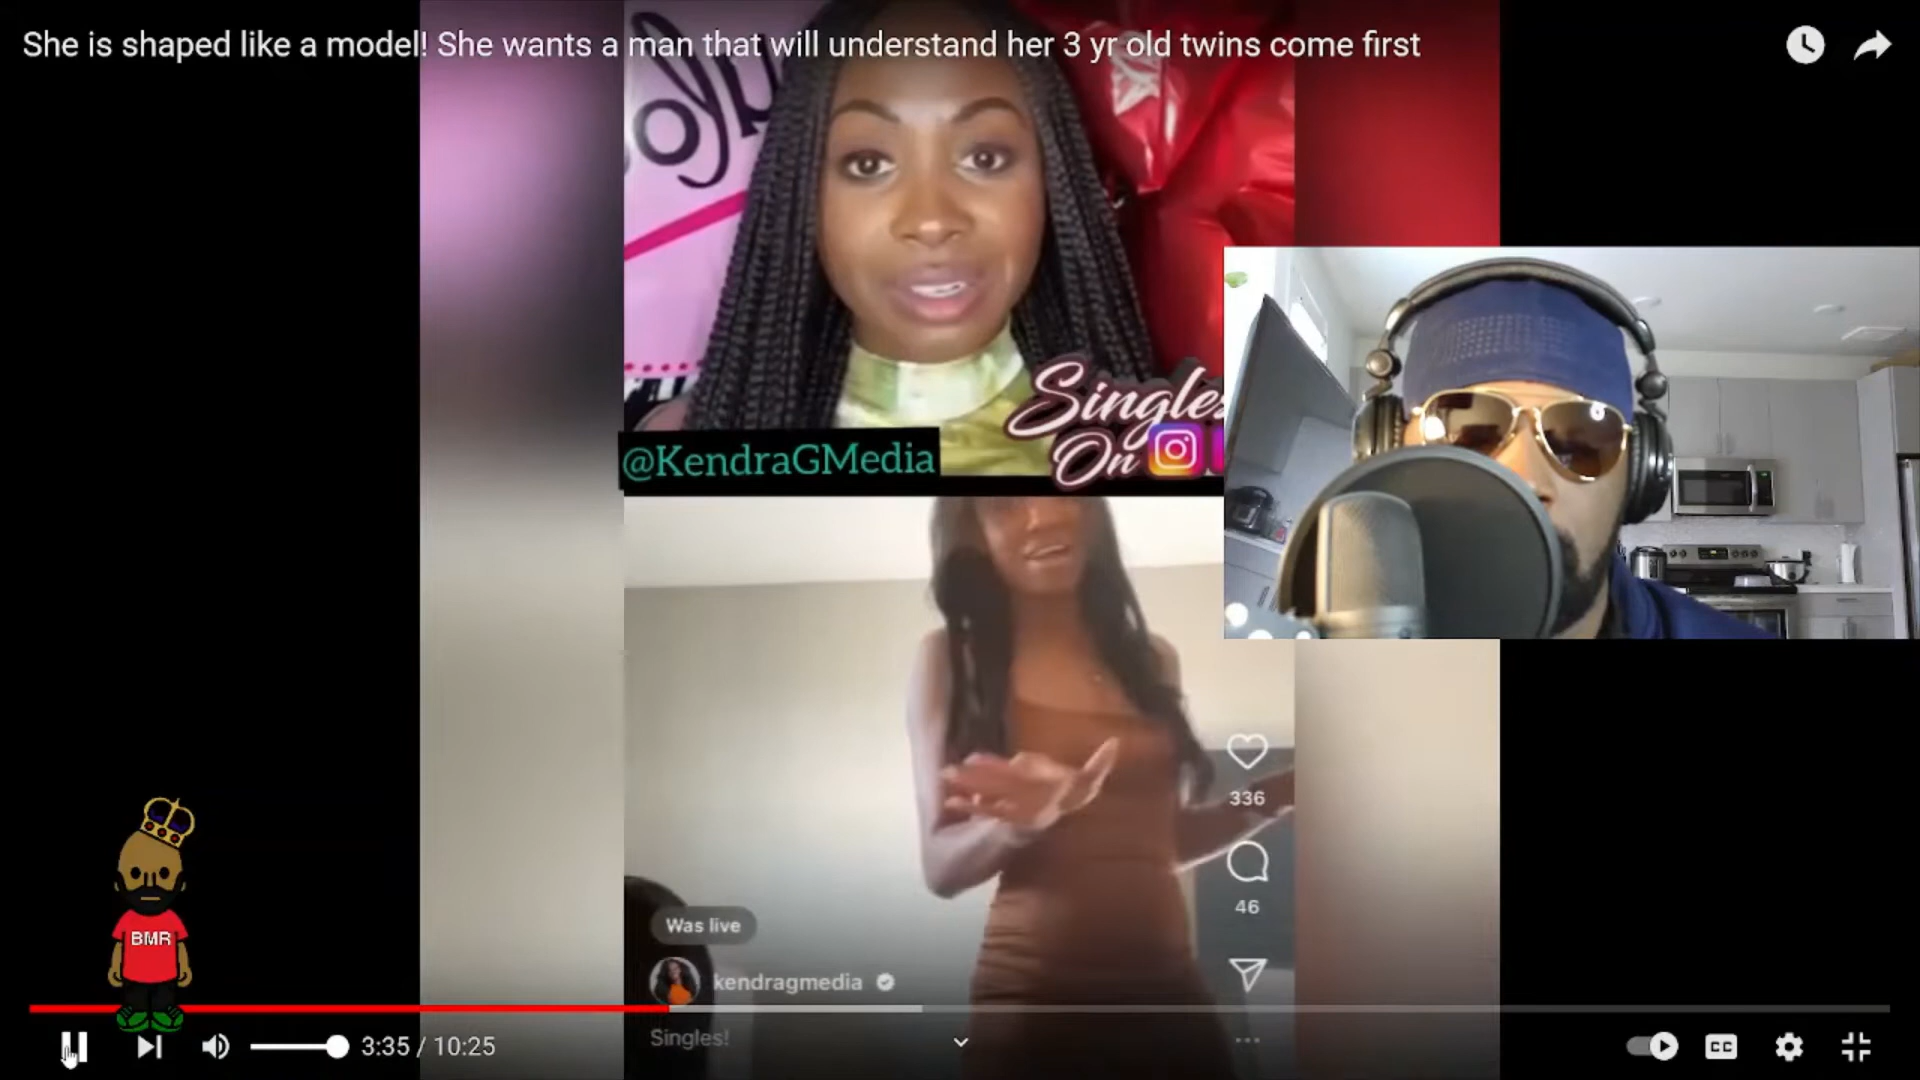 She is shaped like a model! She wants a man that will understand her 3 yr old twins come first
@KendraGMedia
Singles
On
336
46
Was live
kendragmedia
BMR
3:35 / 10:25
Singles!
CC